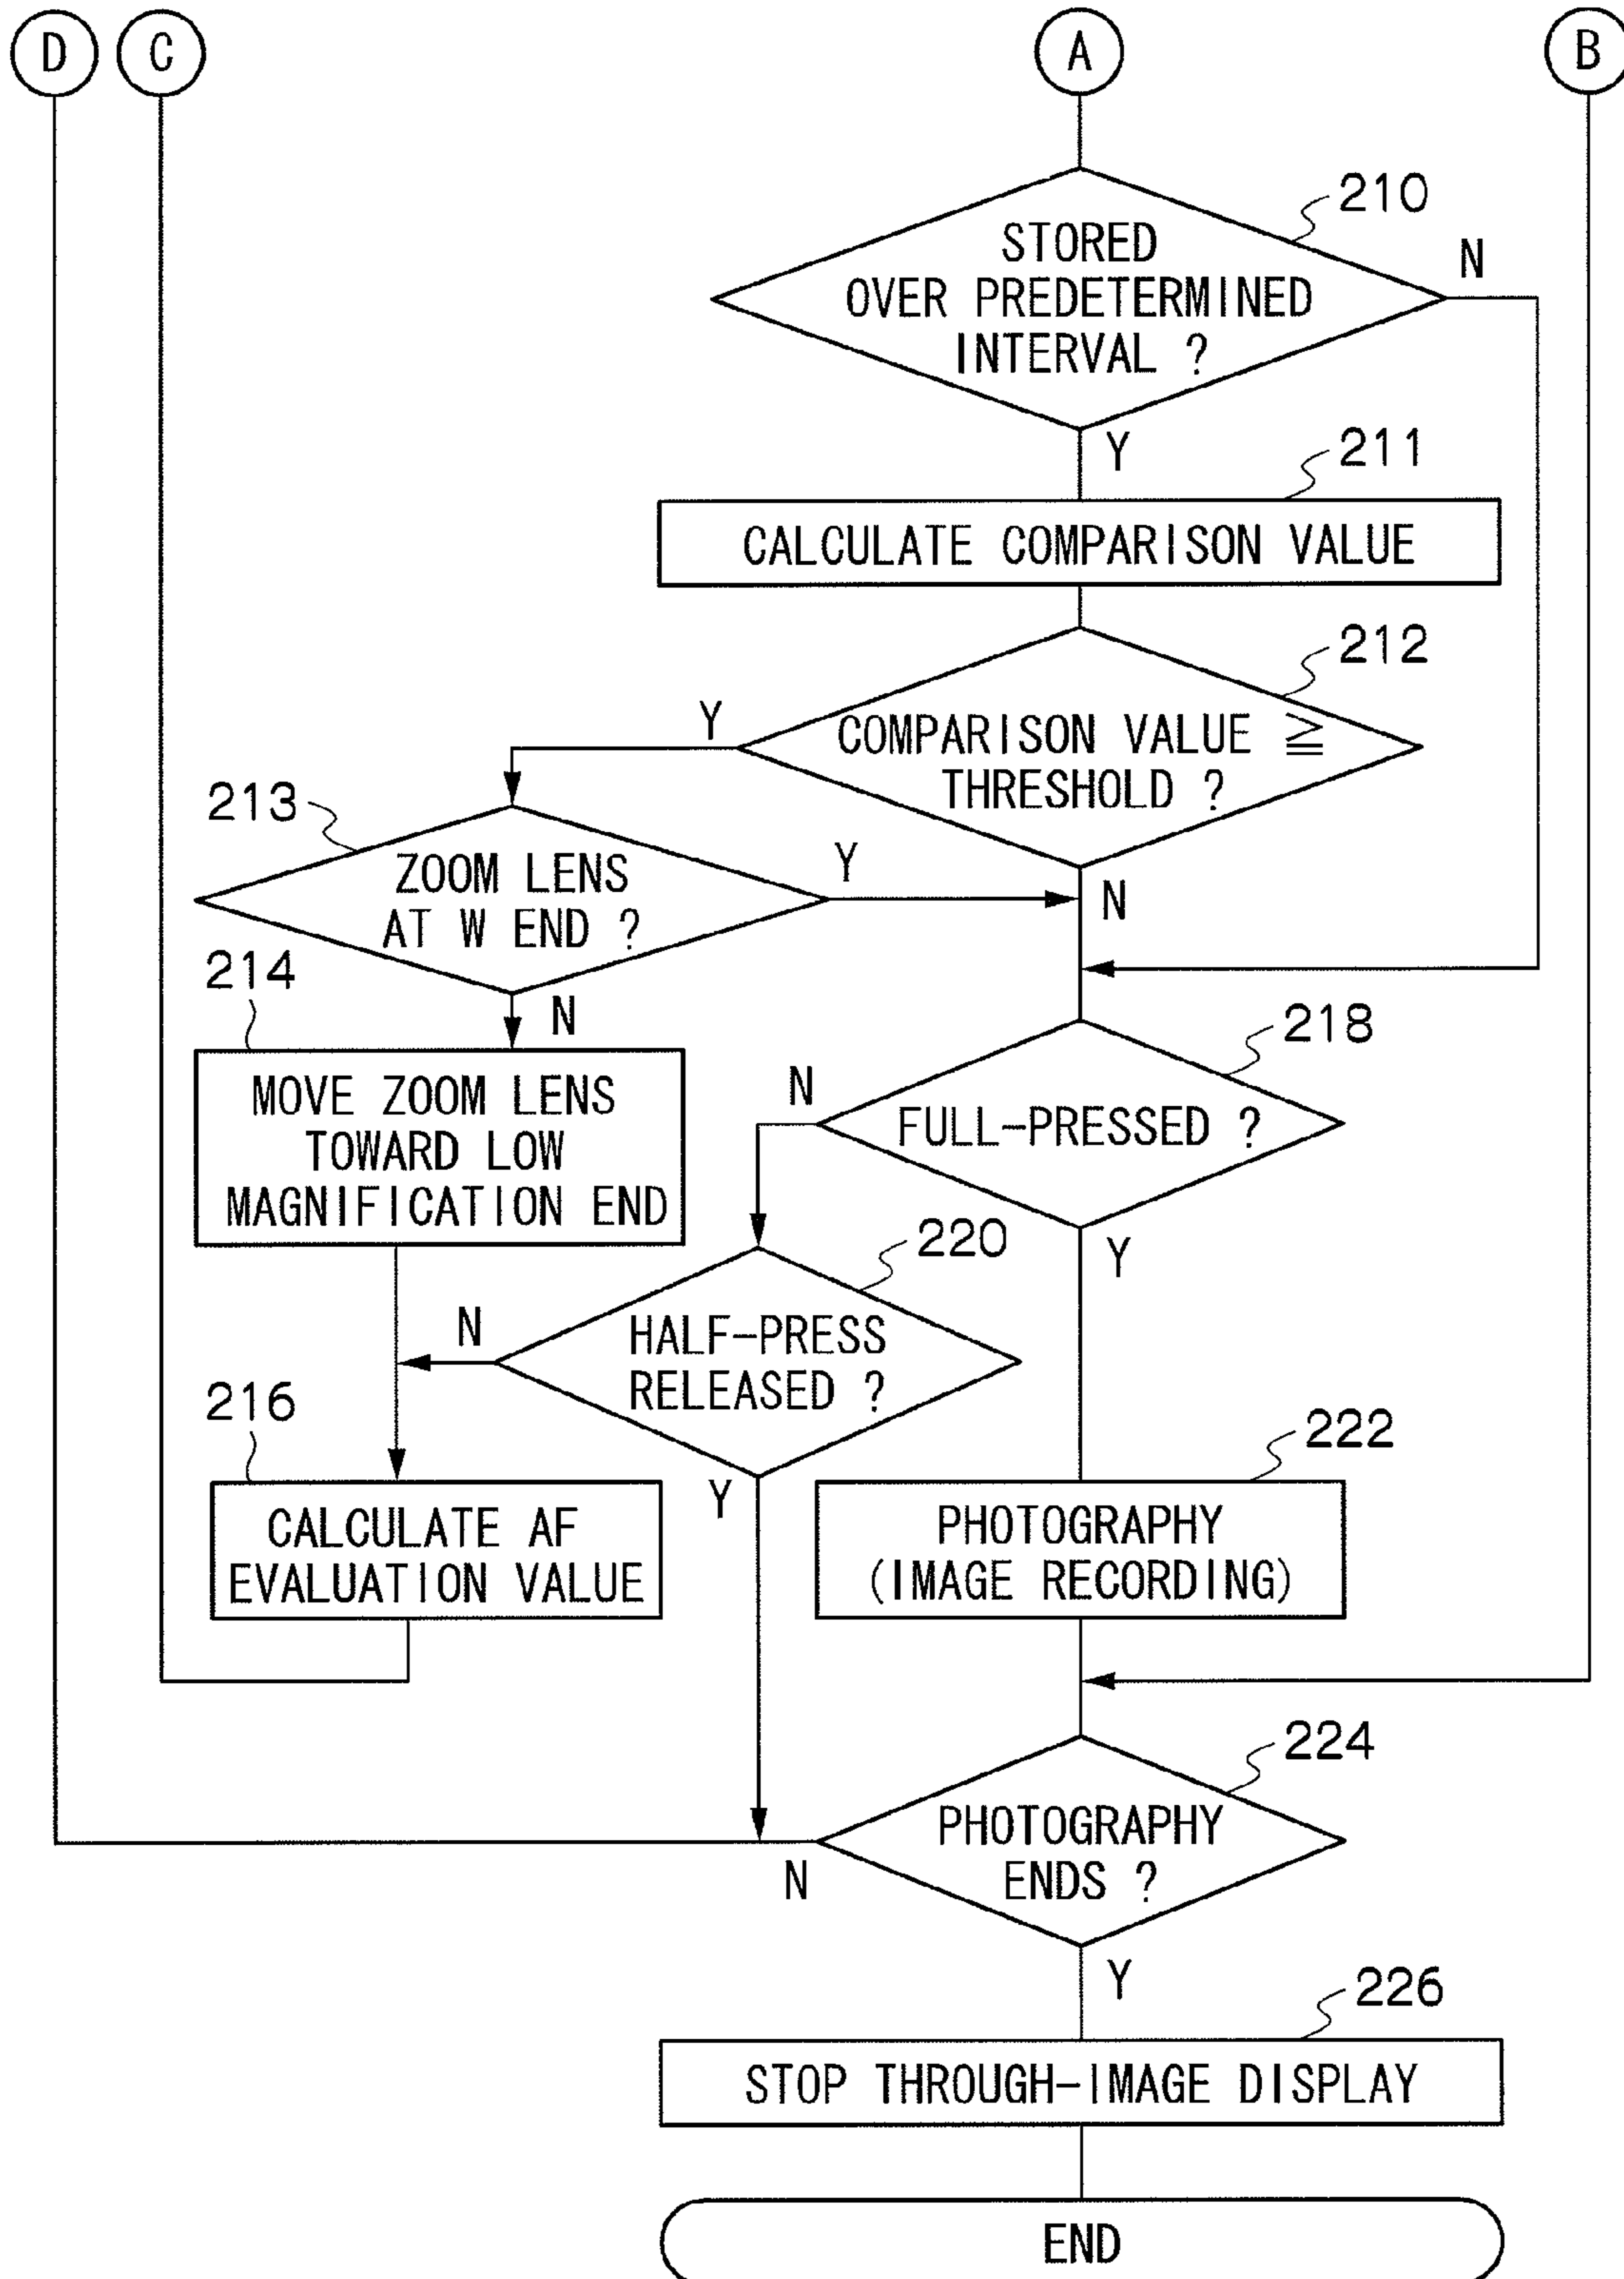 D
C
A
B
210
STORED
OVER PREDETERMINED
INTERVAL ?
N
Y
211
CALCULATE COMPARISON VALUE
212
COMPARISON VALUE ≧
THRESHOLD ?
Y
N
213
ZOOM LENS
AT W END ?
Y
N
214
MOVE ZOOM LENS
TOWARD LOW
MAGNIFICATION END
218
FULL-PRESSED ?
N
Y
220
HALF-PRESS
RELEASED ?
N
Y
216
CALCULATE AF
EVALUATION VALUE
222
PHOTOGRAPHY
(IMAGE RECORDING)
224
PHOTOGRAPHY
ENDS ?
N
Y
226
STOP THROUGH-IMAGE DISPLAY
END